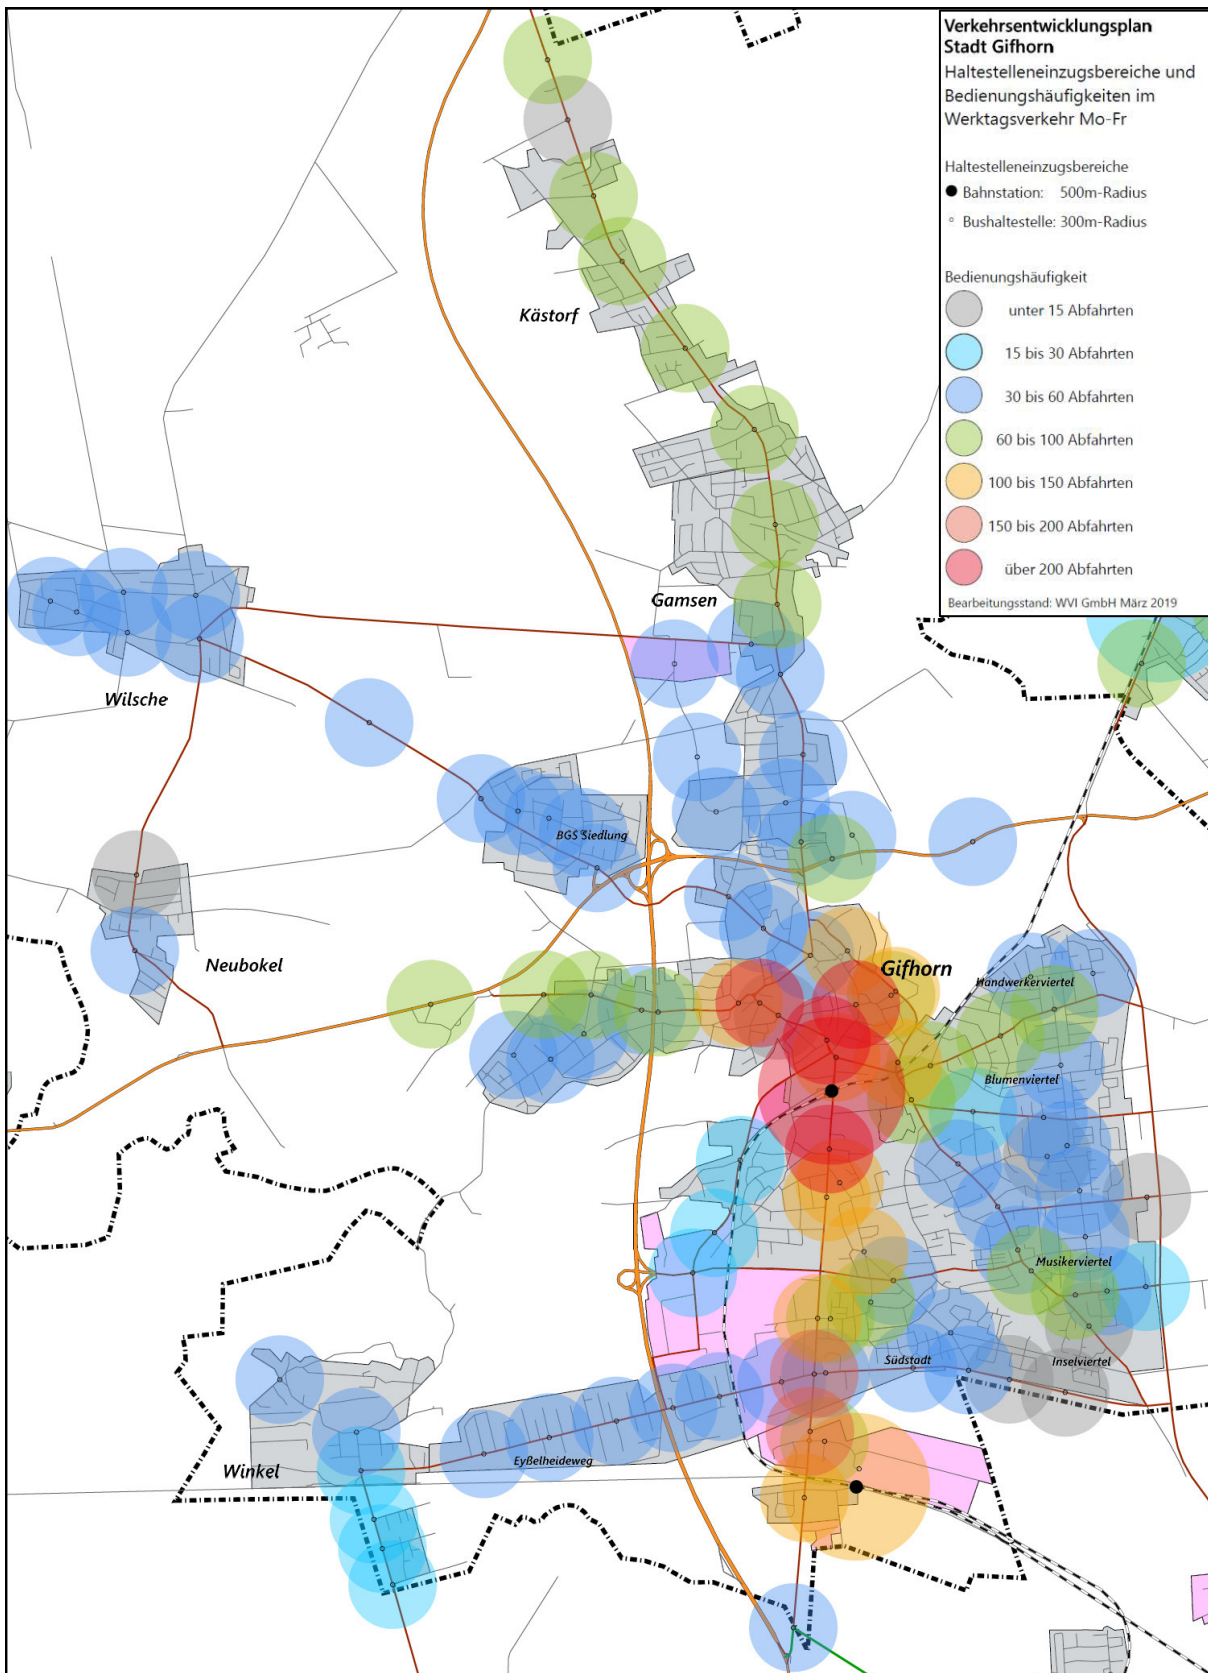 Verkehrsentwicklungsplan
Stadt Gifhorn
Haltestelleneinzugsbereiche und
Bedienungshäufigkeiten im
Werktagsverkehr Mo-Fr
Haltestelleneinzugsbereiche
Bahnstation: 500m-Radius
Bushaltestelle: 300m-Radius
Bedienungshäufigkeit
unter 15 Abfahrten
15 bis 30 Abfahrten
30 bis 60 Abfahrten
60 bis 100 Abfahrten
100 bis 150 Abfahrten
150 bis 200 Abfahrten
über 200 Abfahrten
Bearbeitungsstand: WVI GmbH März 2019
Kästorf
Gamsen
Wilsche
BGS Siedlung
Neubokel
Gifhorn
Handwerkerviertel
Blumenviertel
Musikerviertel
Südstadt
Inselviertel
Eyßelheideweg
Winkel